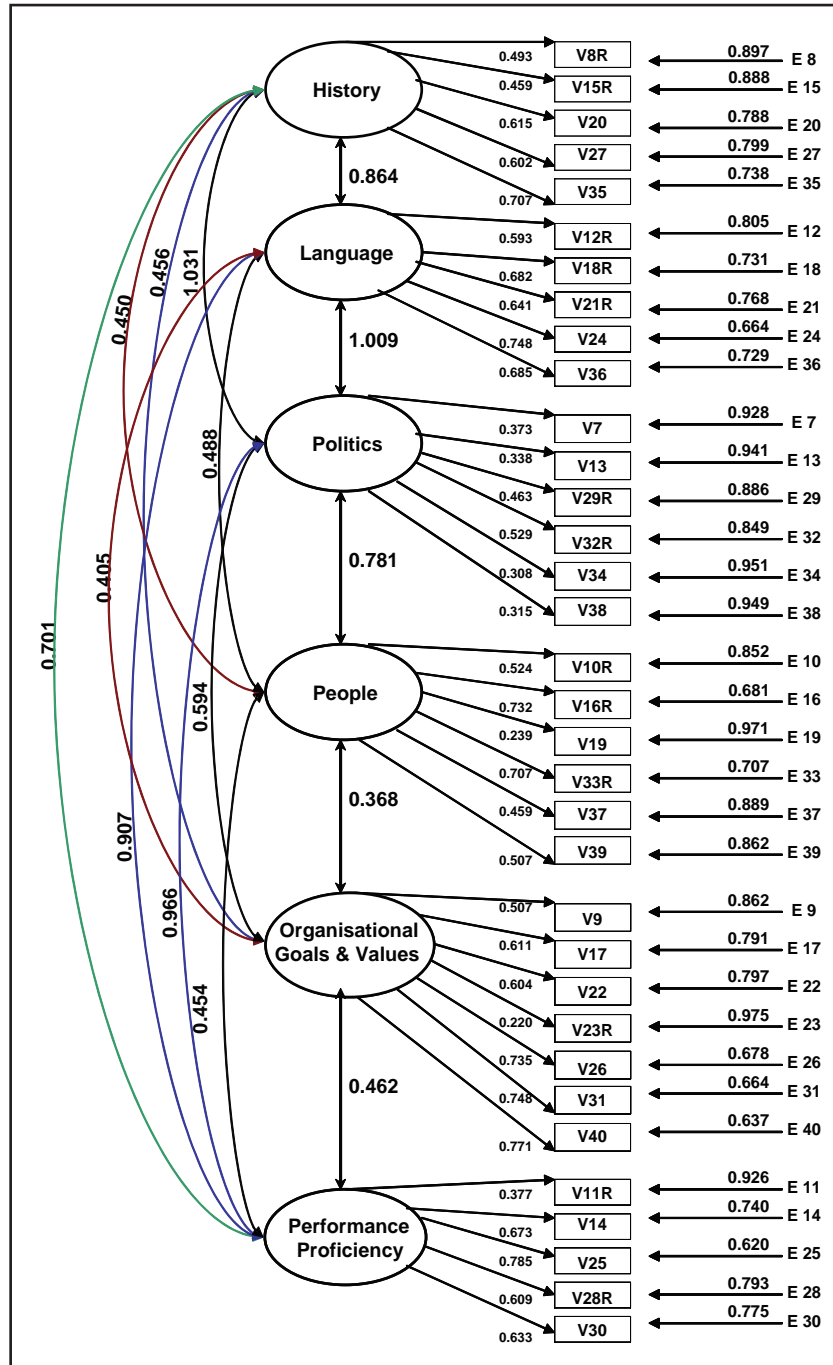 0.493 V8R 0.897 E 8
History 0.459 V15R 0.888 E 15
0.615 V20 0.788 E 20
0.602 V27 0.799 E 27
0.707 V35 0.738 E 35
0.864
Language 0.593 V12R 0.805 E 12
0.682 V18R 0.731 E 18
0.641 V21R 0.768 E 21
0.748 V24 0.664 E 24
0.685 V36 0.729 E 36
1.009
Politics 0.373 V7 0.928 E 7
0.338 V13 0.941 E 13
0.463 V29R 0.886 E 29
0.529 V32R 0.849 E 32
0.308 V34 0.951 E 34
0.315 V38 0.949 E 38
0.781
People 0.524 V10R 0.852 E 10
0.732 V16R 0.681 E 16
0.239 V19 0.971 E 19
0.707 V33R 0.707 E 33
0.459 V37 0.889 E 37
0.507 V39 0.862 E 39
0.368
Organisational
Goals & Values
0.507 V9 0.862 E 9
0.611 V17 0.791 E 17
0.604 V22 0.797 E 22
0.220 V23R 0.975 E 23
0.735 V26 0.678 E 26
0.748 V31 0.664 E 31
0.771 V40 0.637 E 40
0.462
Performance
Proficiency
0.377 V11R 0.926 E 11
0.673 V14 0.740 E 14
0.785 V25 0.620 E 25
0.609 V28R 0.793 E 28
0.633 V30 0.775 E 30
0.450
0.456
1.031
0.488
0.405
0.701
0.594
0.907
0.966
0.454